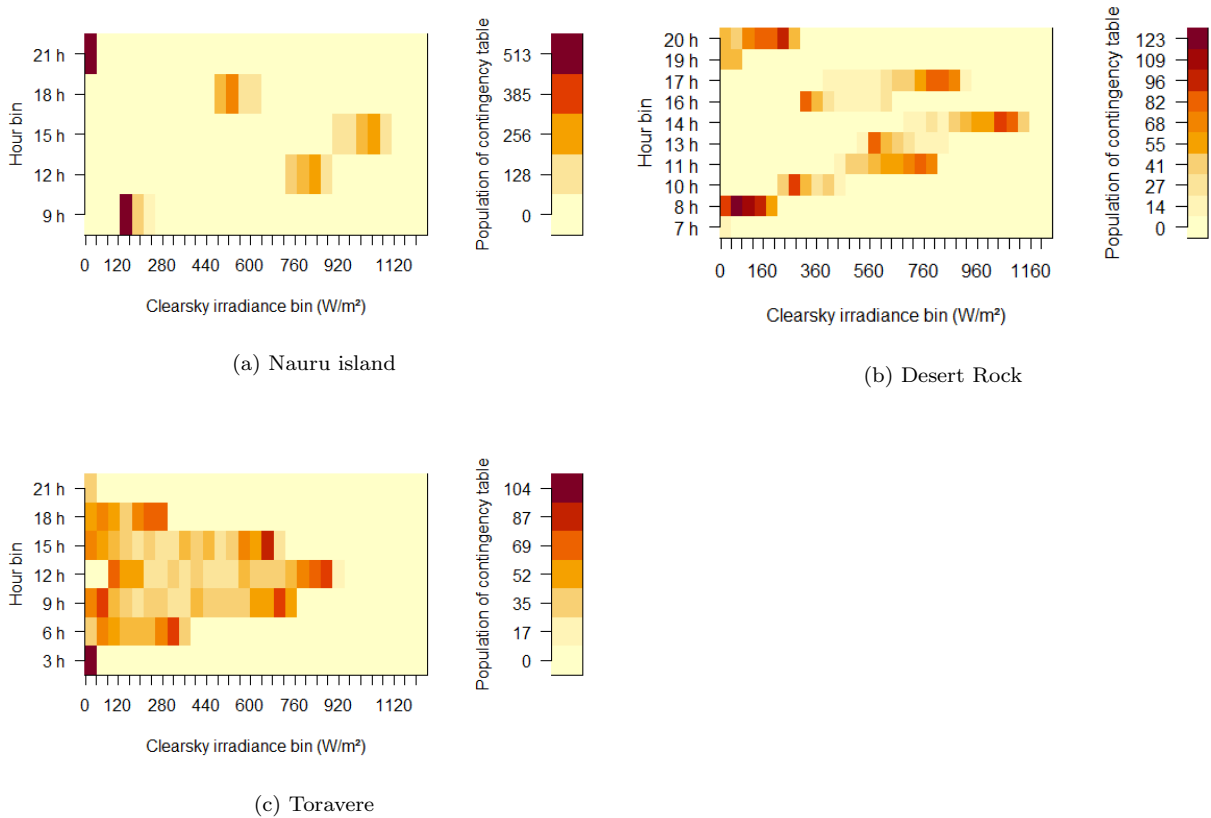 21 h
18 h
15 h
12 h
9 h
Hour bin
0 120 280 440 600 760 920 1120
Clearsky irradiance bin (W/m²)
Population of contingency table
513
385
256
128
0
(a) Nauru island
20 h
19 h
17 h
16 h
14 h
13 h
11 h
10 h
8 h
7 h
Hour bin
0 160 360 560 760 960 1160
Clearsky irradiance bin (W/m²)
Population of contingency table
123
109
96
82
68
55
41
27
14
0
(b) Desert Rock
21 h
18 h
15 h
12 h
9 h
6 h
3 h
Hour bin
0 120 280 440 600 760 920 1120
Clearsky irradiance bin (W/m²)
Population of contingency table
104
87
69
52
35
17
0
(c) Toravere